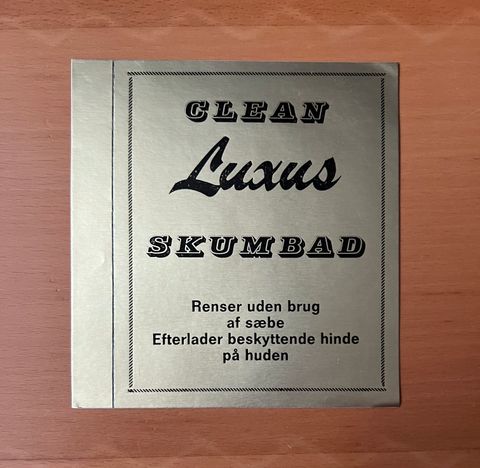 CLEAN
Luxus
SKUMBAD
Renser uden brug
af sæbe
Efterlader beskyttende hinde
på huden